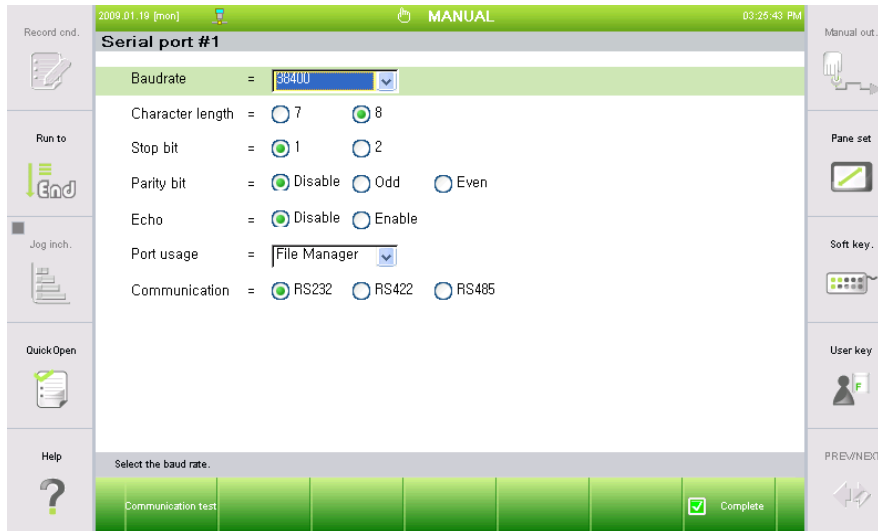 2009.01.19 [mon] MANUAL 03:25:43 PM
Record cnd.
Run to
End
Jog inch.
QuickOpen
Help
Serial port #1
Baudrate = 38400
Character length = 7 8
Stop bit = 1 2
Parity bit = Disable Odd Even
Echo = Disable Enable
Port usage = File Manager
Communication = RS232 RS422 RS485
Select the baud rate.
Communication test Complete
Manual out.
Pane set
Soft key.
User key
F
PREV/NEXT